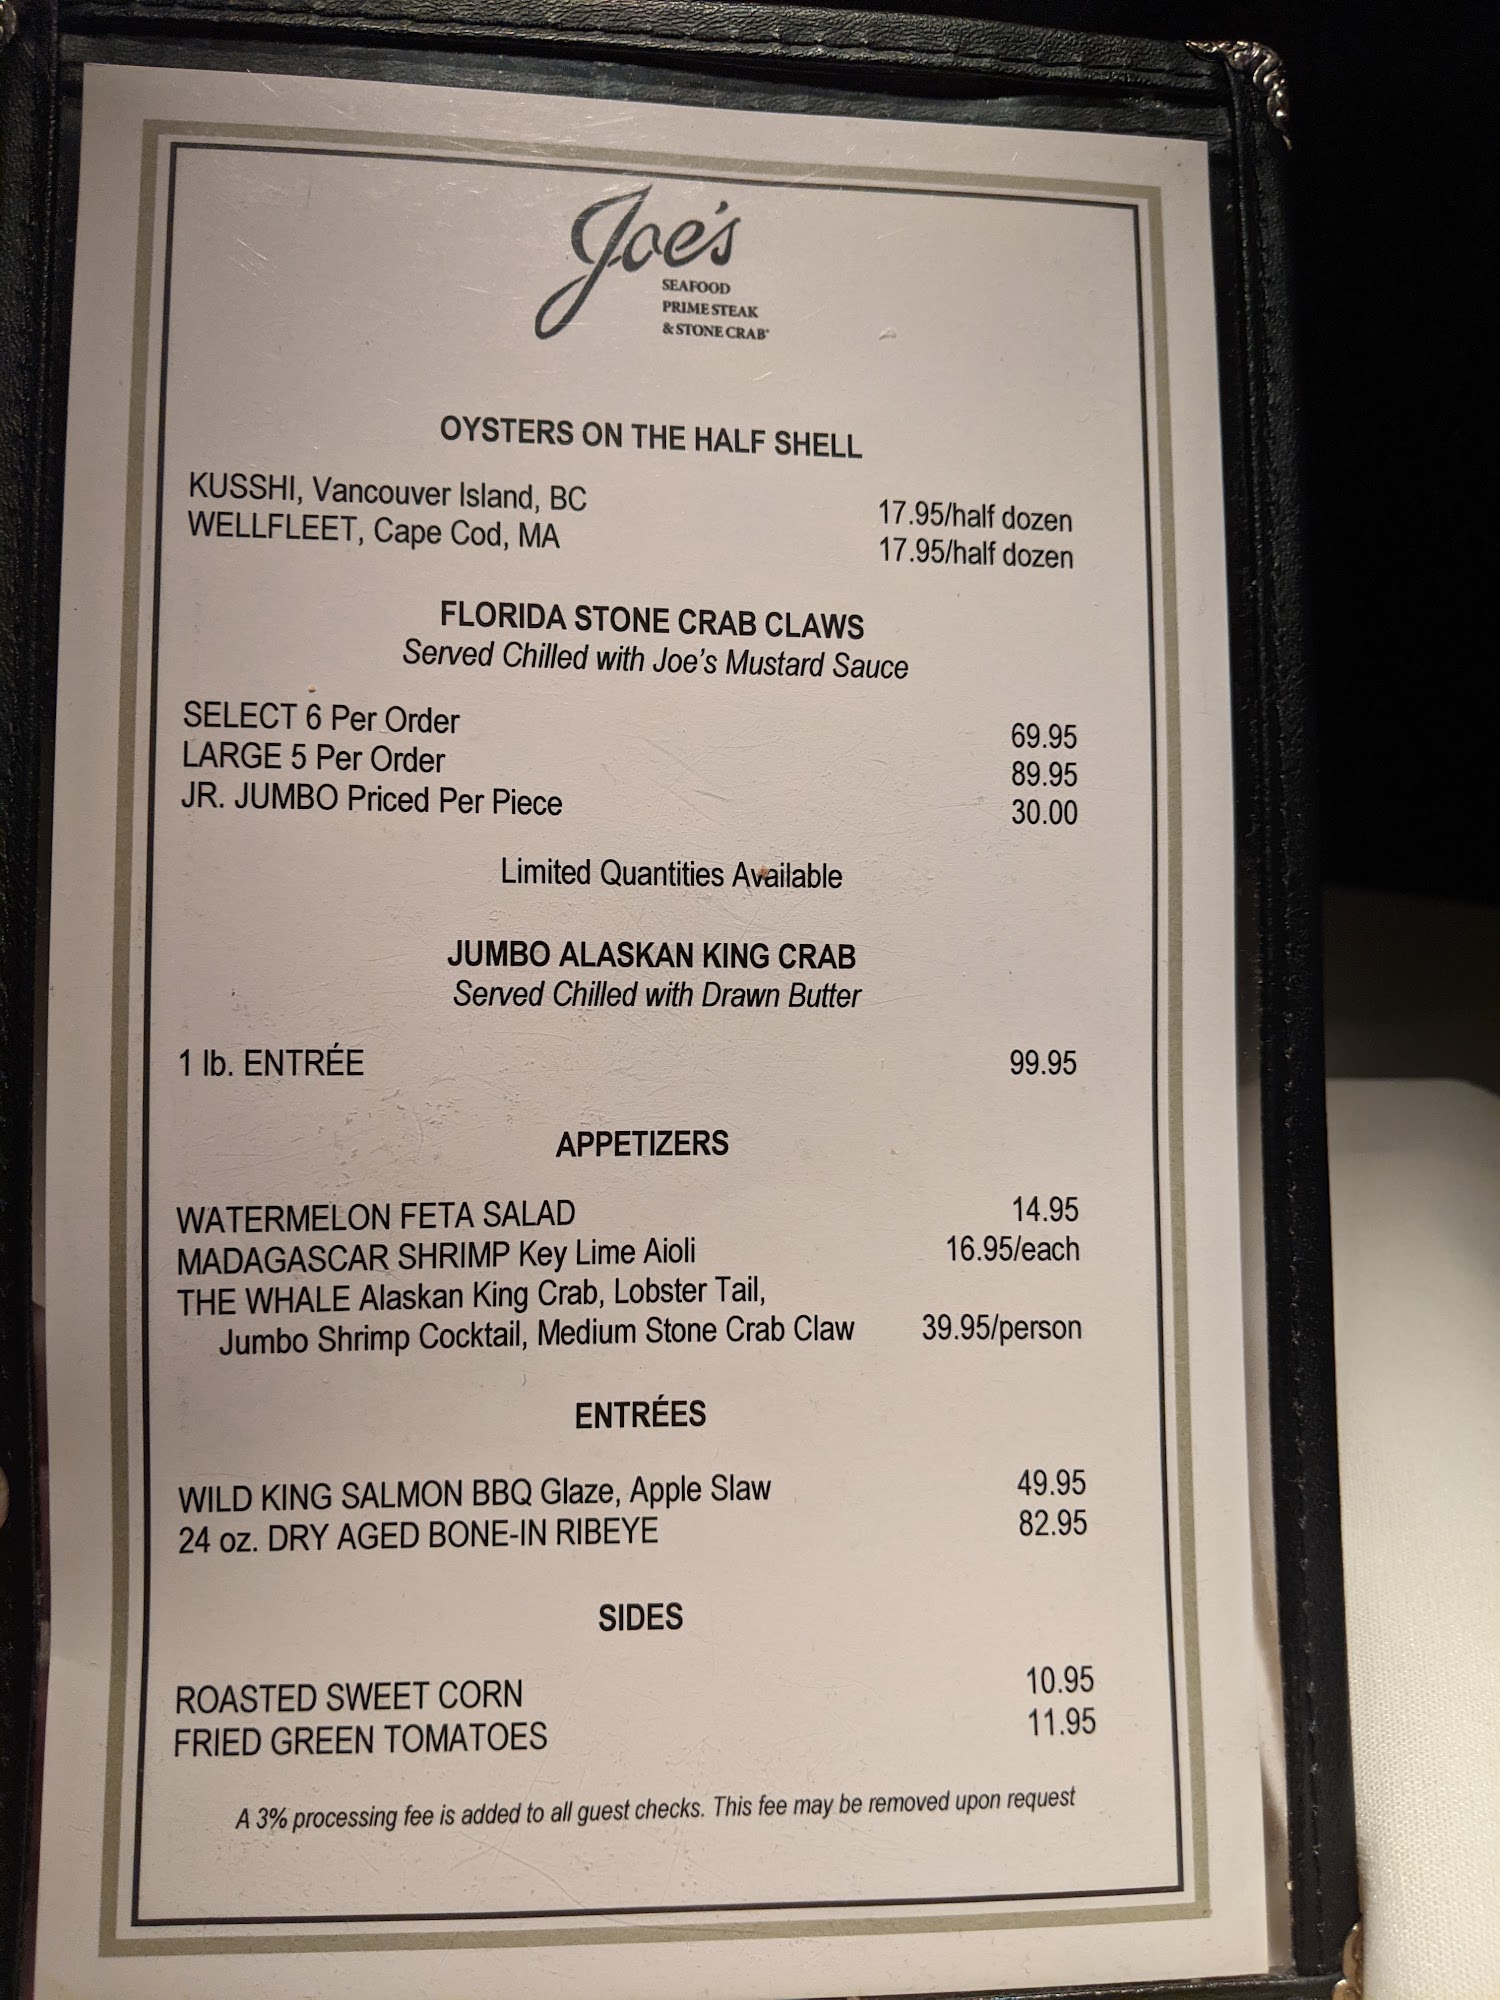 Joe's
SEAFOOD
PRIME STEAK
& STONE CRAB®
OYSTERS ON THE HALF SHELL
KUSSHI, Vancouver Island, BC 17.95/half dozen
WELLFLEET, Cape Cod, MA 17.95/half dozen
FLORIDA STONE CRAB CLAWS
Served Chilled with Joe's Mustard Sauce
SELECT 6 Per Order 69.95
LARGE 5 Per Order 89.95
JR. JUMBO Priced Per Piece 30.00
Limited Quantities Available
JUMBO ALASKAN KING CRAB
Served Chilled with Drawn Butter
1 lb. ENTRÉE 99.95
APPETIZERS
WATERMELON FETA SALAD 14.95
MADAGASCAR SHRIMP Key Lime Aioli 16.95/each
THE WHALE Alaskan King Crab, Lobster Tail,
Jumbo Shrimp Cocktail, Medium Stone Crab Claw 39.95/person
ENTRÉES
WILD KING SALMON BBQ Glaze, Apple Slaw 49.95
24 oz. DRY AGED BONE-IN RIBEYE 82.95
SIDES
ROASTED SWEET CORN 10.95
FRIED GREEN TOMATOES 11.95
A 3% processing fee is added to all guest checks. This fee may be removed upon request